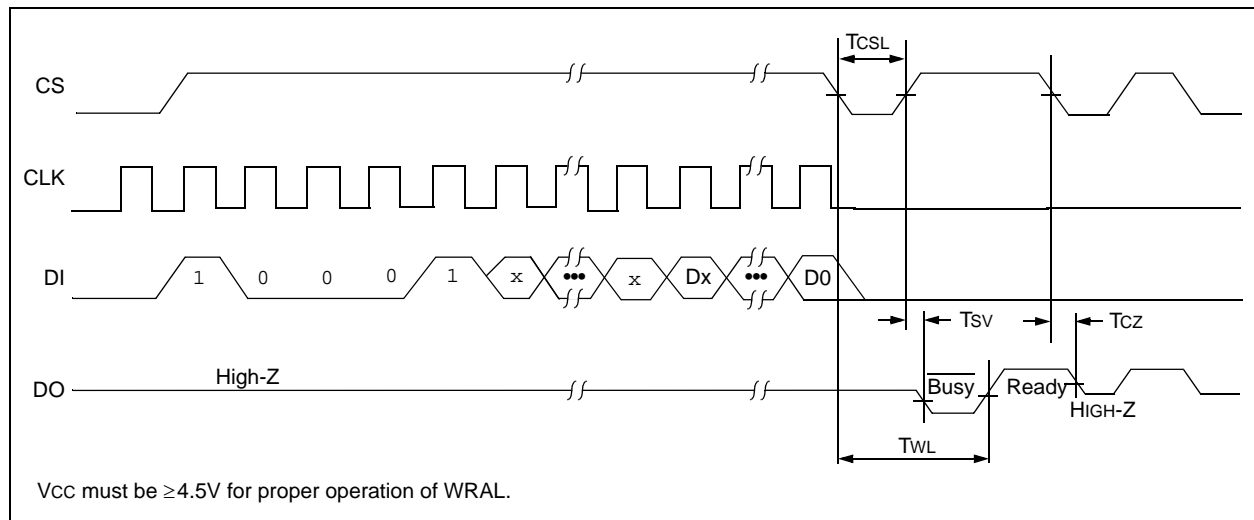 TCSL
CS
CLK
DI 1 0 0 0 1 x ••• x Dx ••• D0
TSV TCZ
High-Z
DO Busy Ready
HIGH-Z
TWL
VCC must be ≥4.5V for proper operation of WRAL.